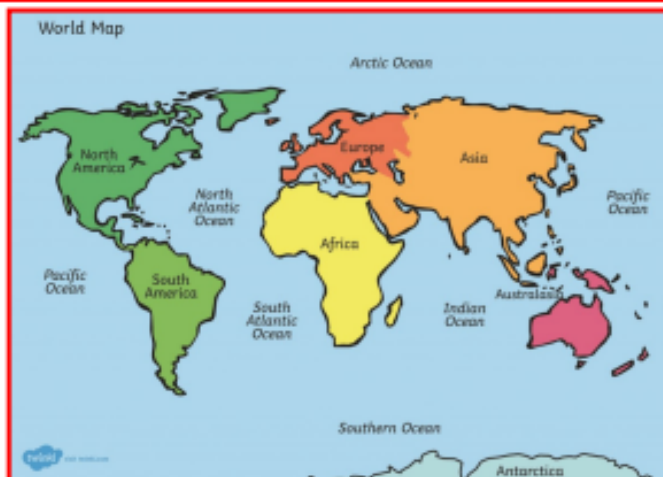 World Map
Arctic Ocean
North
America
Europe
Asia
North
Atlantic
Ocean
Pacific
Ocean
Africa
Pacific
Ocean
South
America
South
Atlantic
Ocean
Indian
Ocean
Australasia
Southern Ocean
twinkl
Antarctica